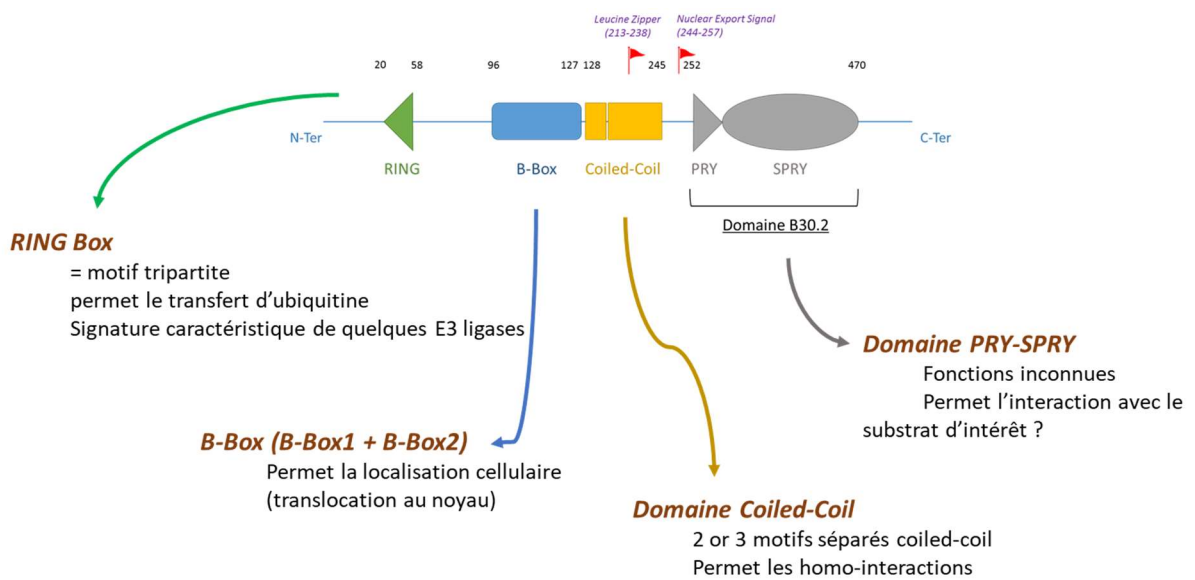 Leucine Zipper
(213-238)
Nuclear Export Signal
(244-257)
20 58 96 127 128 245 252 470
N-Ter
C-Ter
RING B-Box Coiled-Coil PRY SPRY
Domaine B30.2
RING Box
= motif tripartite
permet le transfert d’ubiquitine
Signature caractéristique de quelques E3 ligases
Domaine PRY-SPRY
Fonctions inconnues
Permet l’interaction avec le
substrat d’intérêt ?
B-Box (B-Box1 + B-Box2)
Permet la localisation cellulaire
(translocation au noyau)
Domaine Coiled-Coil
2 or 3 motifs séparés coiled-coil
Permet les homo-interactions